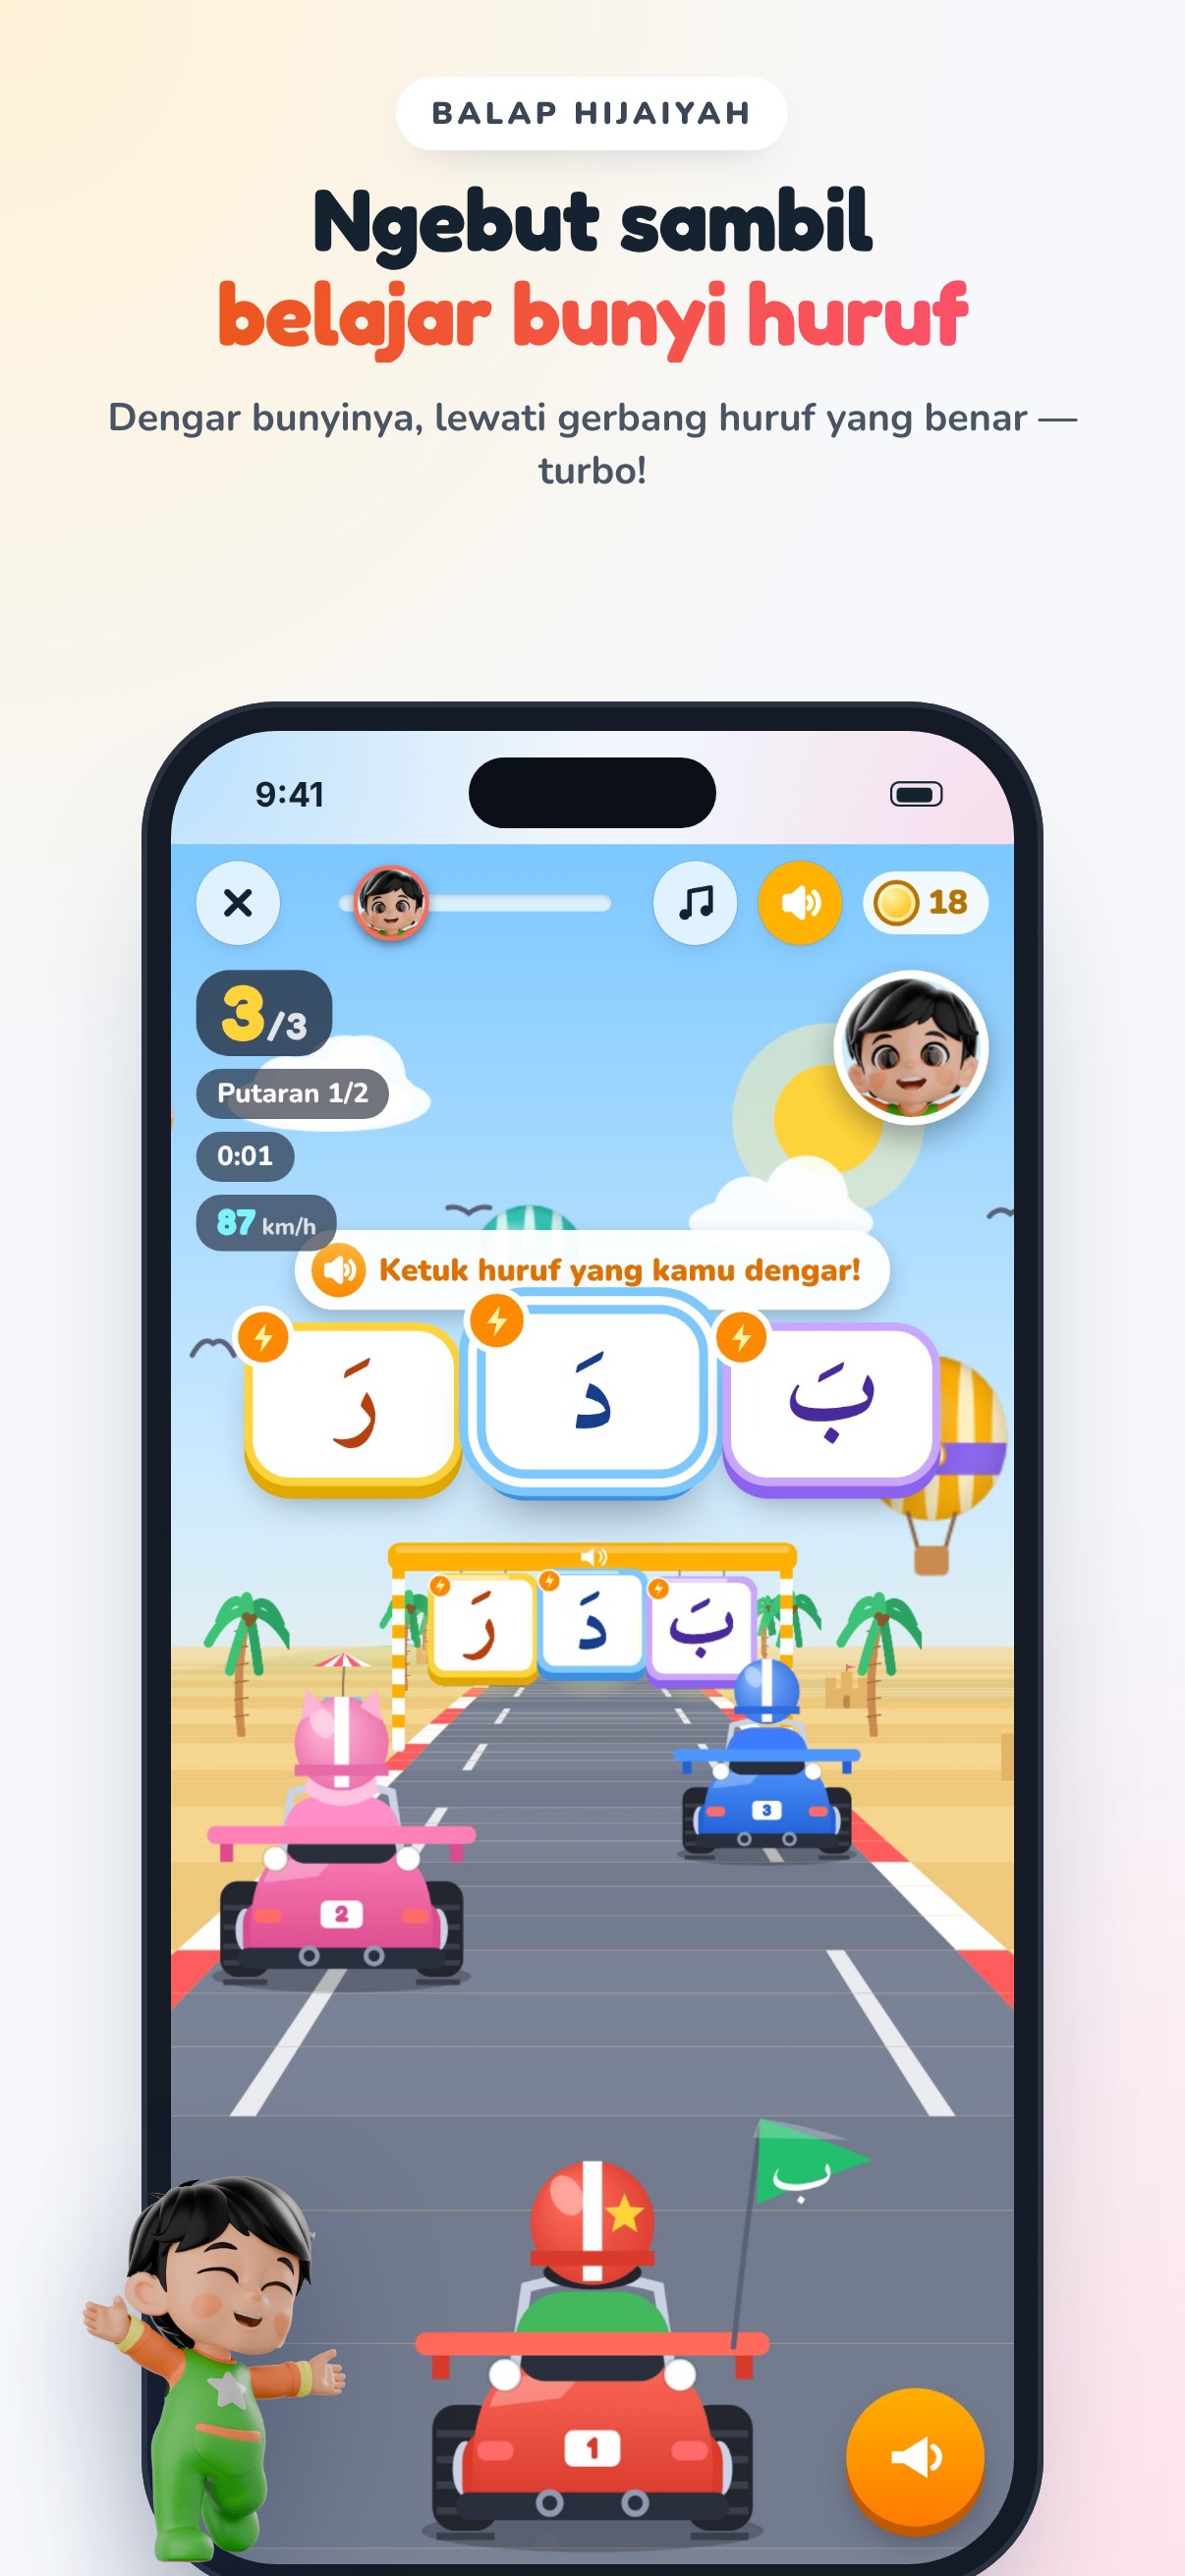 BALAP HIJAIYAH
Ngebut sambil
belajar bunyi huruf
Dengar bunyinya, lewati gerbang huruf yang benar —
turbo!
9:41
18
3/3
Putaran 1/2
0:01
87 km/h
Ketuk huruf yang kamu dengar!
رَ دَ بَ
رَ دَ بَ
3
2
ب
1